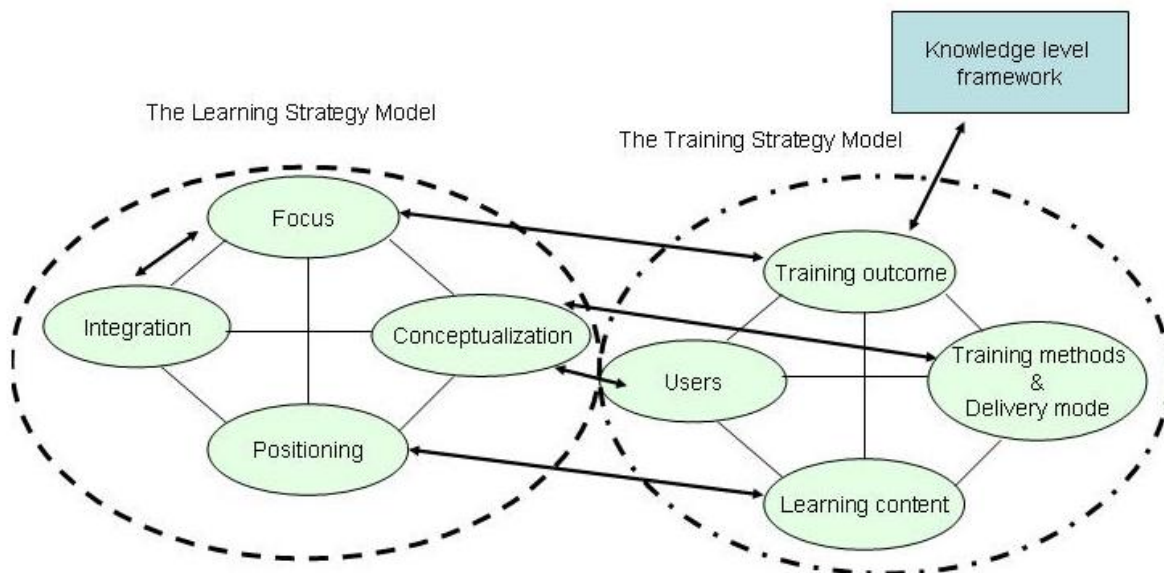 Knowledge level
framework
The Learning Strategy Model
The Training Strategy Model
Focus
Training outcome
Integration
Conceptualization
Users
Training methods
&
Delivery mode
Positioning
Learning content